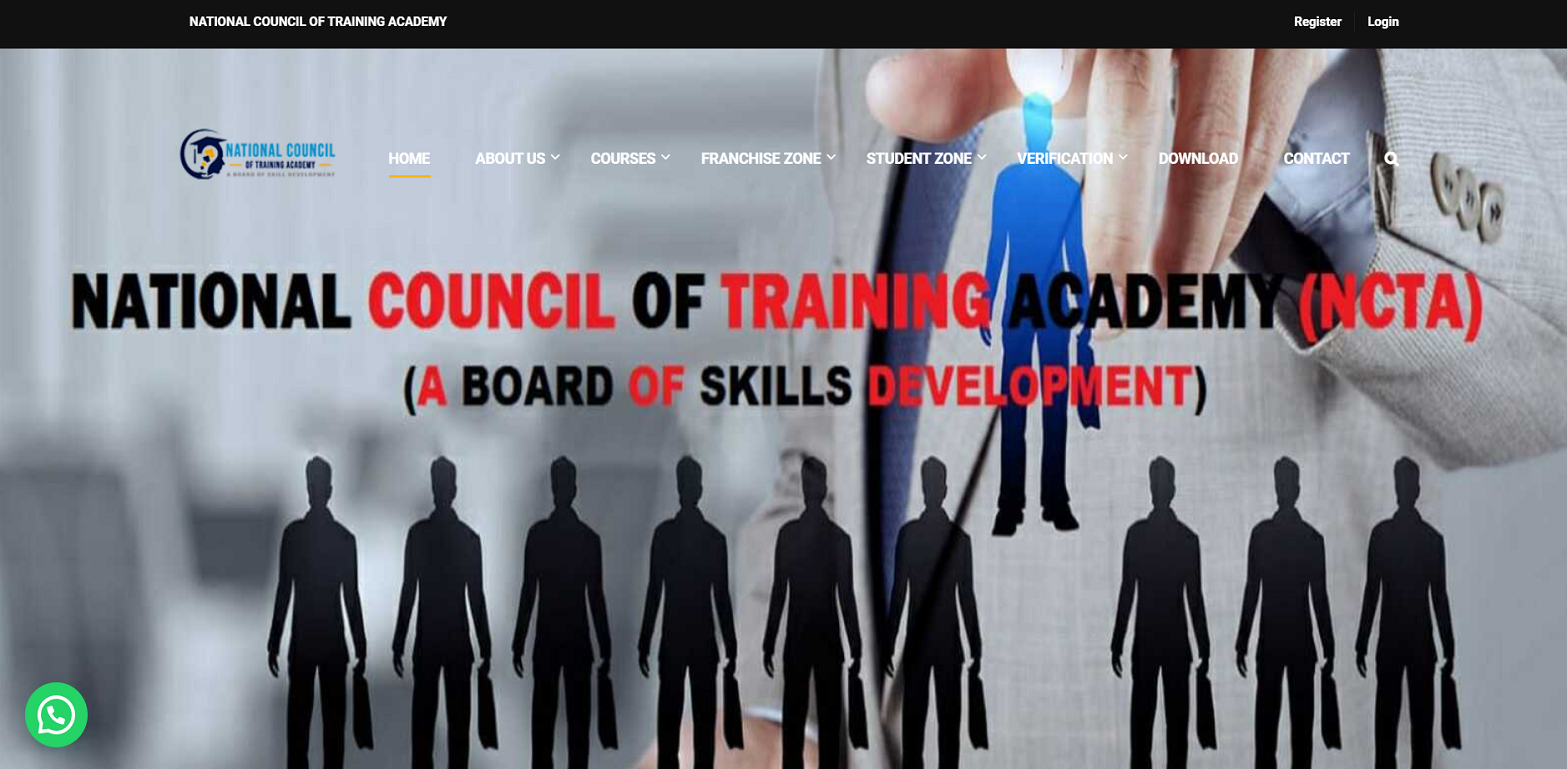 NATIONAL COUNCIL OF TRAINING ACADEMY
Register Login
NATIONAL COUNCIL
OF TRAINING ACADEMY
A BOARD OF SKILL DEVELOPMENT
HOME ABOUT US COURSES FRANCHISE ZONE STUDENT ZONE VERIFICATION DOWNLOAD CONTACT
NATIONAL COUNCIL OF TRAINING ACADEMY (NCTA)
(A BOARD OF SKILLS DEVELOPMENT)